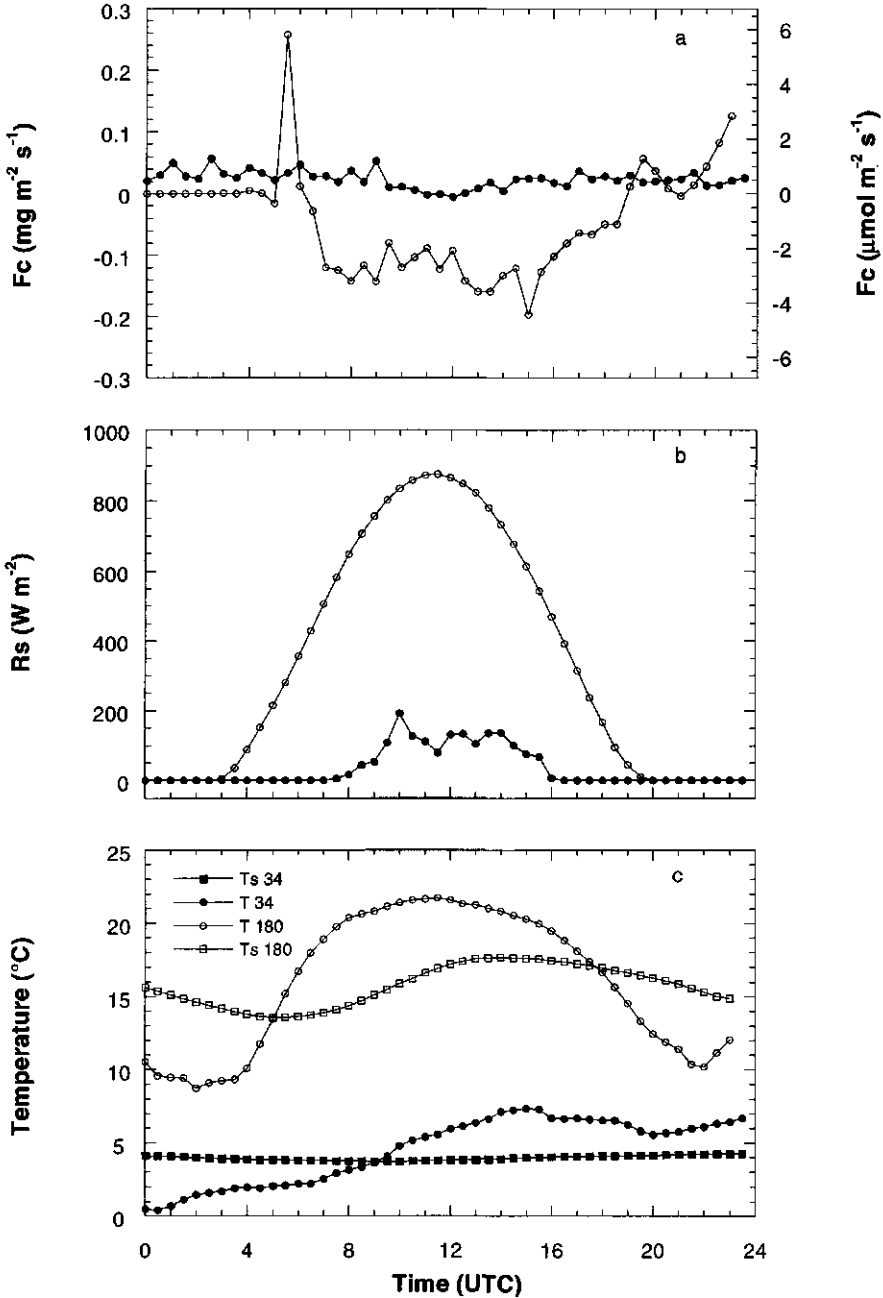 a
0.3
0.2
0.1
0
-0.1
-0.2
-0.3
Fc (mg m-2 s-1)
6
4
2
0
-2
-4
-6
Fc (μmol m-2 s-1)
b
1000
800
600
400
200
0
Rs (W m-2)
c
Ts 34
T 34
T 180
Ts 180
25
20
15
10
5
0
Temperature (°C)
0 4 8 12 16 20 24
Time (UTC)